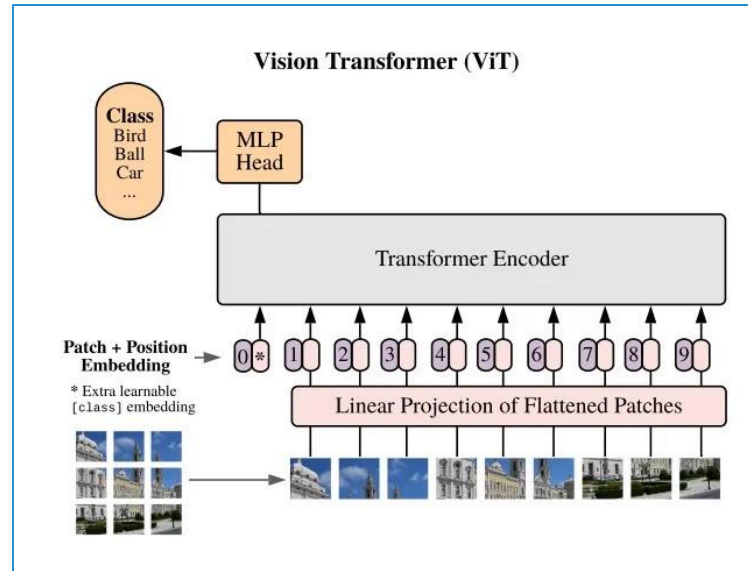 Vision Transformer (ViT)
Class
Bird
Ball
Car
...
MLP
Head
Transformer Encoder
Patch + Position
Embedding
0 * 1 2 3 4 5 6 7 8 9
* Extra learnable
[class] embedding
Linear Projection of Flattened Patches